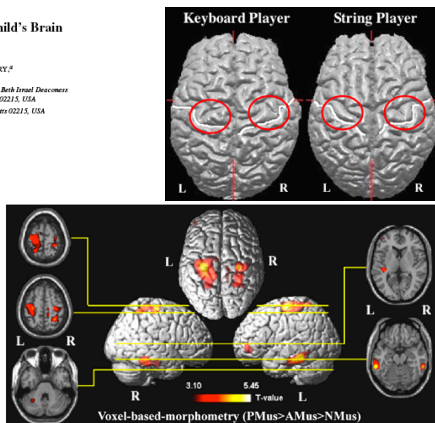 hild's Brain
RY,ª
Beth Israel Deaconess
02215, USA
tts 02215, USA
Keyboard Player
String Player
L
R
L
R
L
R
L
R
L
R
R
3.10
5.45
T-value
L
Voxel-based-morphometry (PMus>AMus>NMus)